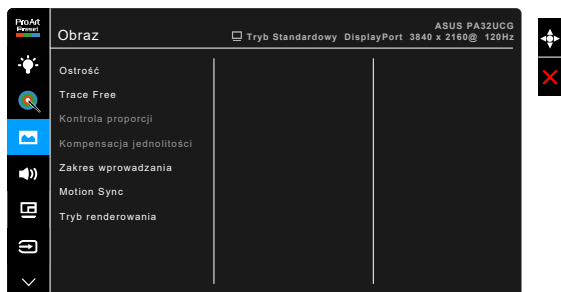 ProArt
Preset
Obraz
ASUS PA32UCG
Tryb Standardowy DisplayPort 3840 x 2160@ 120Hz
Ostrość
Trace Free
Kontrola proporcji
Kompensacja jednolitości
Zakres wprowadzania
Motion Sync
Tryb renderowania